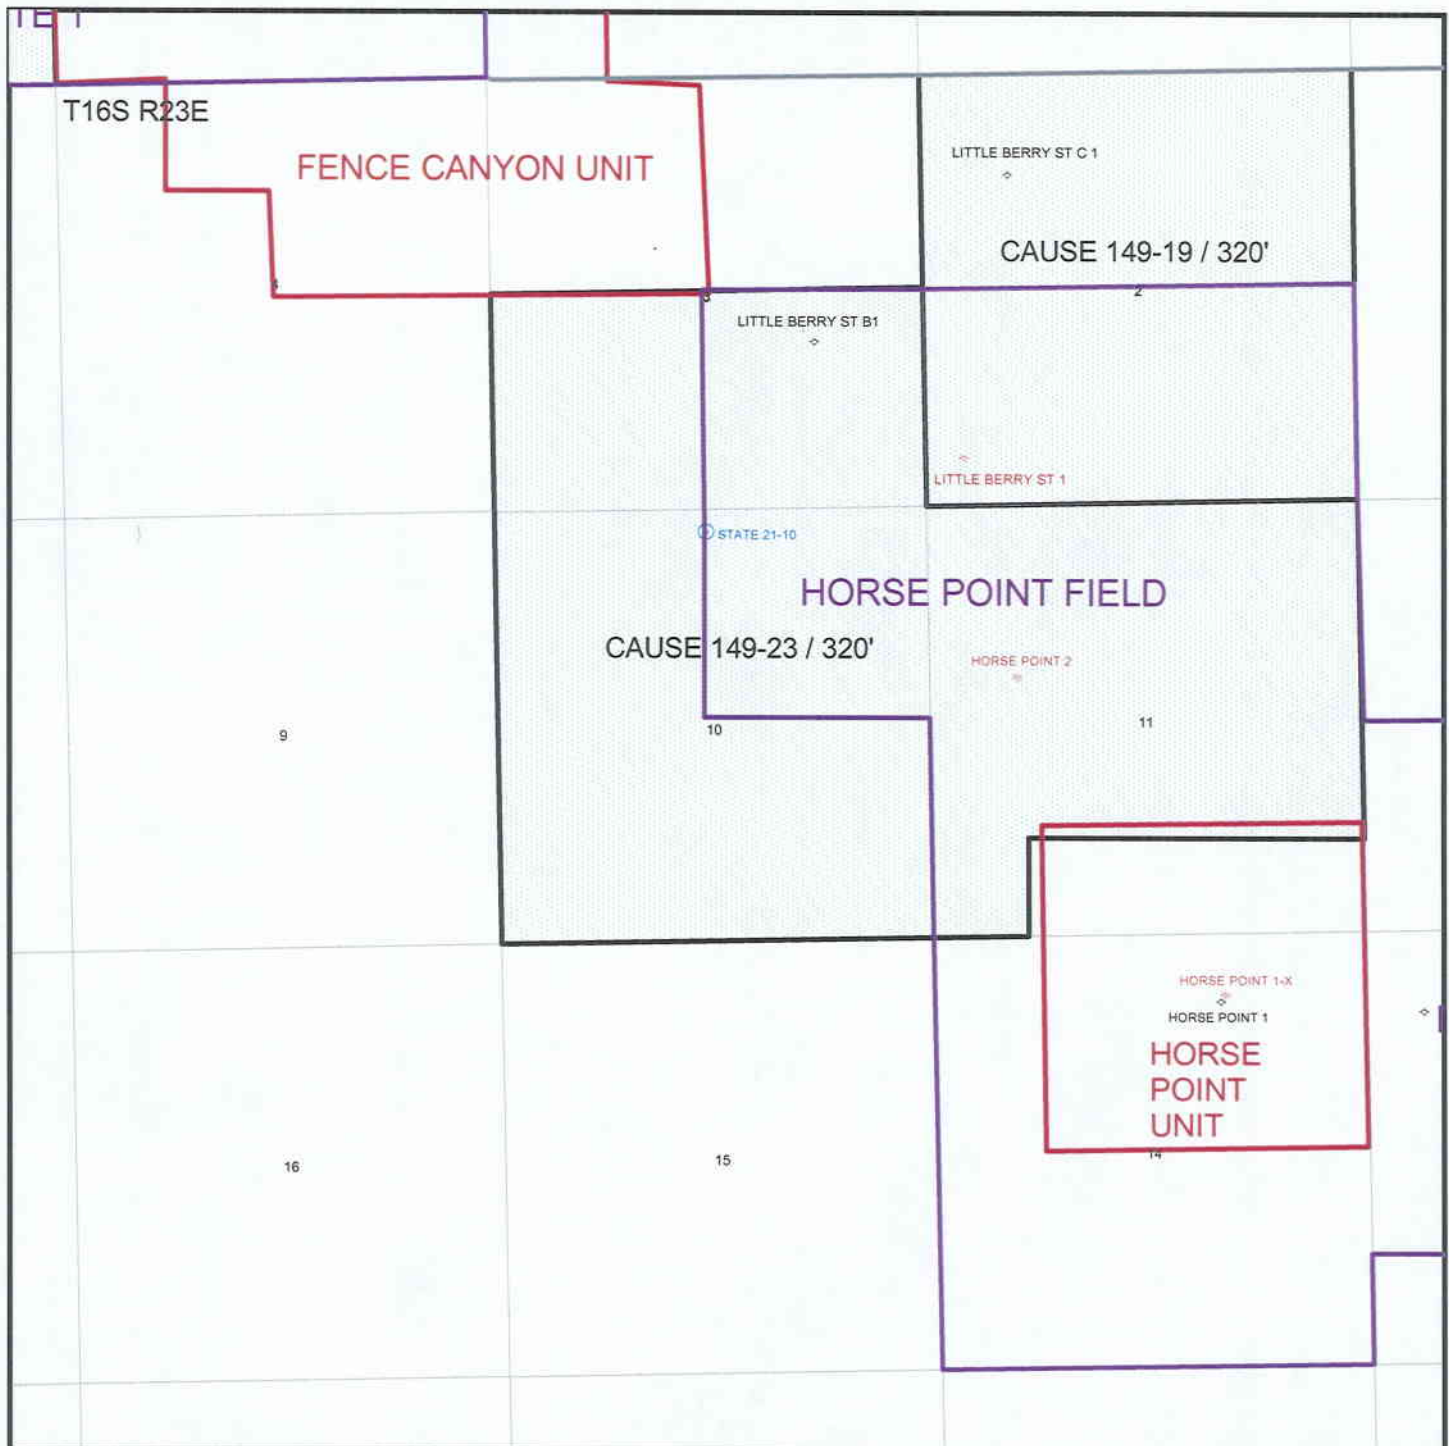 T16S R23E
FENCE CANYON UNIT
LITTLE BERRY ST C 1
CAUSE 149-19 / 320'
2
3
LITTLE BERRY ST B1
LITTLE BERRY ST 1
STATE 21-10
HORSE POINT FIELD
CAUSE 149-23 / 320'
HORSE POINT 2
9
10
11
HORSE POINT 1-X
HORSE POINT 1
HORSE
POINT
UNIT
16
15
14